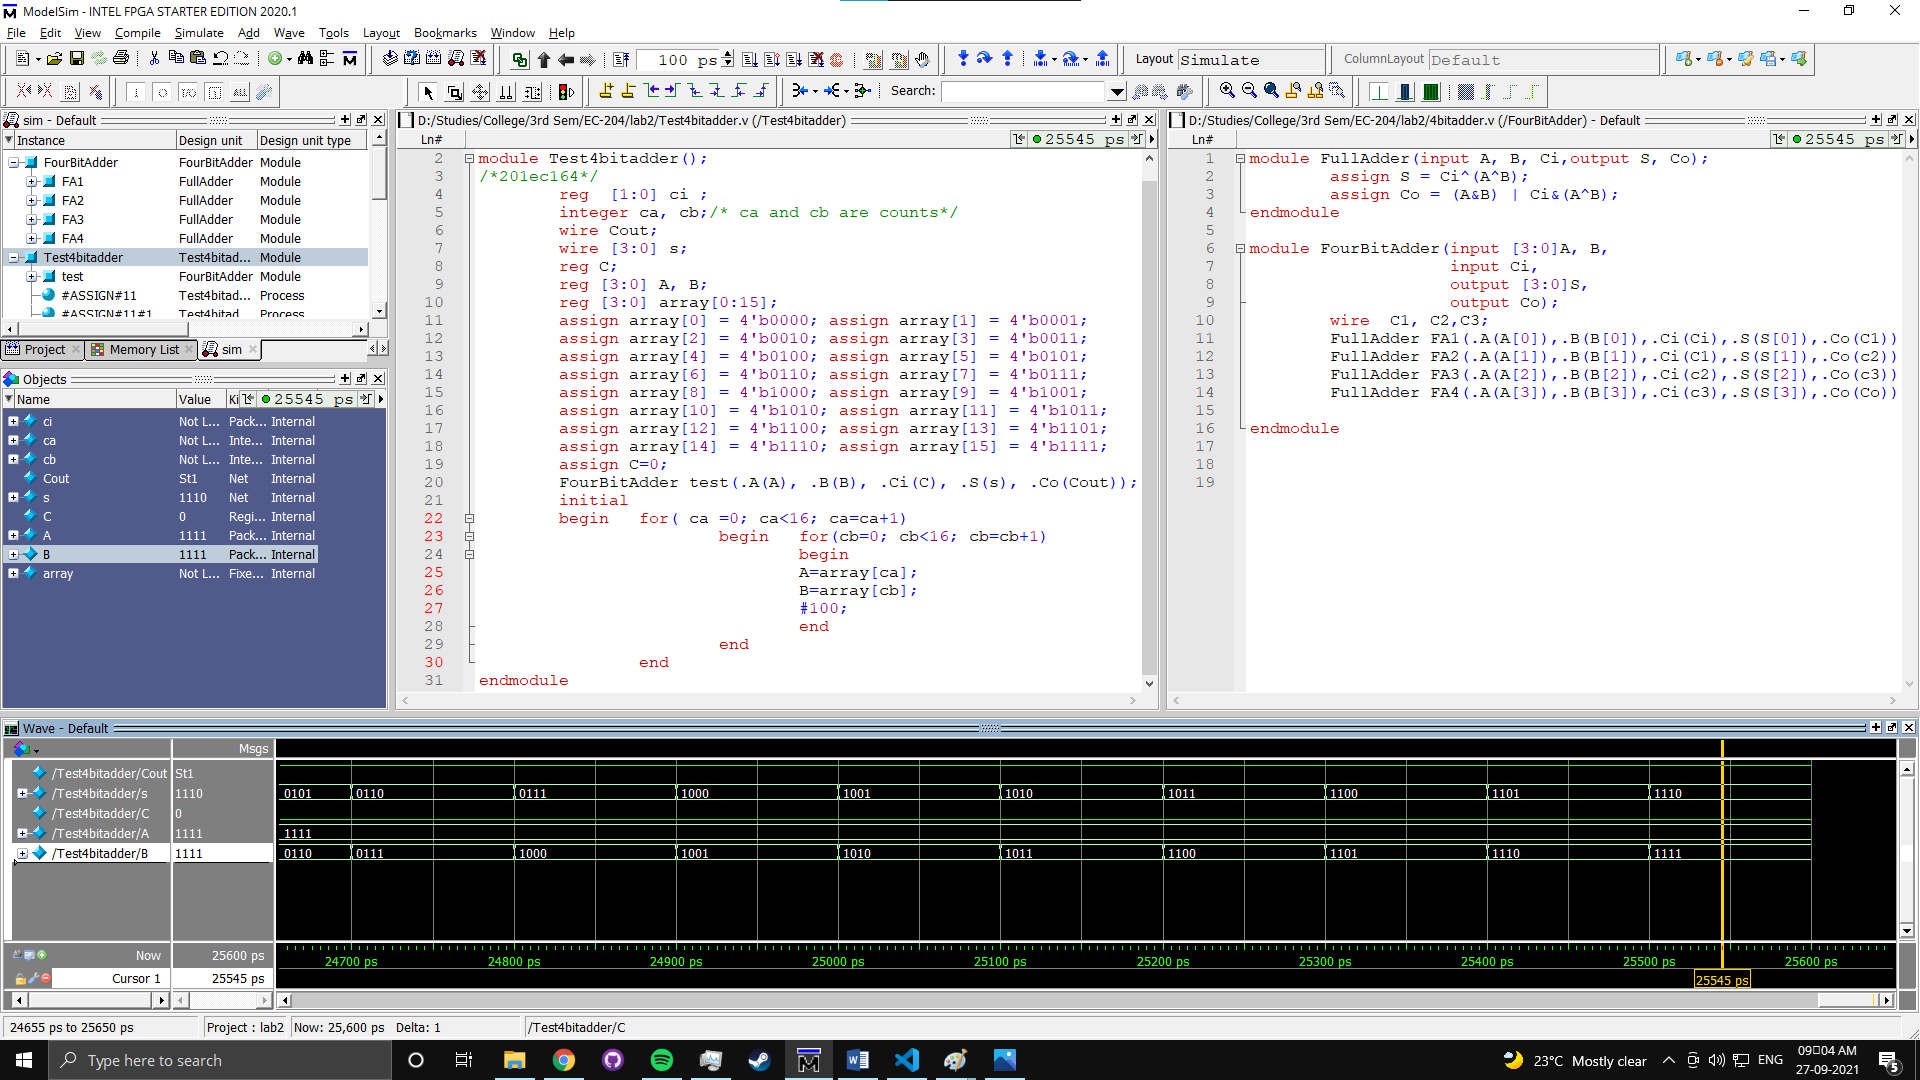 ModelSim - INTEL FPGA STARTER EDITION 2020.1
File Edit View Compile Simulate Add Wave Tools Layout Bookmarks Window Help
100 ps
Layout Simulate
ColumnLayout Default
Search:
sim - Default
Instance Design unit Design unit type
FourBitAdder FourBitAdder Module
FA1 FullAdder Module
FA2 FullAdder Module
FA3 FullAdder Module
FA4 FullAdder Module
Test4bitadder Test4bitad... Module
test FourBitAdder Module
#ASSIGN#11 Test4bitad... Process
#ASSIGN#11#1 Test4bitad Process
Project Memory List sim
Objects
Name Value Ki 25545 ps
ci Not L... Pack... Internal
ca Not L... Inte... Internal
cb Not L... Inte... Internal
Cout St1 Net Internal
s 1110 Net Internal
C 0 Regi... Internal
A 1111 Pack... Internal
B 1111 Pack... Internal
array Not L... Fixe... Internal
D:/Studies/College/3rd Sem/EC-204/lab2/Test4bitadder.v (/Test4bitadder)
Ln# 25545 ps
2 module Test4bitadder();
3 /*201ec164*/
4 reg [1:0] ci ;
5 integer ca, cb;/* ca and cb are counts*/
6 wire Cout;
7 wire [3:0] s;
8 reg C;
9 reg [3:0] A, B;
10 reg [3:0] array[0:15];
11 assign array[0] = 4'b0000; assign array[1] = 4'b0001;
12 assign array[2] = 4'b0010; assign array[3] = 4'b0011;
13 assign array[4] = 4'b0100; assign array[5] = 4'b0101;
14 assign array[6] = 4'b0110; assign array[7] = 4'b0111;
15 assign array[8] = 4'b1000; assign array[9] = 4'b1001;
16 assign array[10] = 4'b1010; assign array[11] = 4'b1011;
17 assign array[12] = 4'b1100; assign array[13] = 4'b1101;
18 assign array[14] = 4'b1110; assign array[15] = 4'b1111;
19 assign C=0;
20 FourBitAdder test(.A(A), .B(B), .Ci(C), .S(s), .Co(Cout));
21 initial
22 begin for( ca =0; ca<16; ca=ca+1)
23 begin for(cb=0; cb<16; cb=cb+1)
24 begin
25 A=array[ca];
26 B=array[cb];
27 #100;
28 end
29 end
30 end
31 endmodule
D:/Studies/College/3rd Sem/EC-204/lab2/4bitadder.v (/FourBitAdder) - Default
Ln# 25545 ps
1 module FullAdder(input A, B, Ci,output S, Co);
2 assign S = Ci^(A^B);
3 assign Co = (A&B) | Ci&(A^B);
4 endmodule
5
6 module FourBitAdder(input [3:0]A, B,
7 input Ci,
8 output [3:0]S,
9 output Co);
10 wire C1, C2,C3;
11 FullAdder FA1(.A(A[0]),.B(B[0]),.Ci(Ci),.S(S[0]),.Co(C1))
12 FullAdder FA2(.A(A[1]),.B(B[1]),.Ci(C1),.S(S[1]),.Co(c2))
13 FullAdder FA3(.A(A[2]),.B(B[2]),.Ci(c2),.S(S[2]),.Co(c3))
14 FullAdder FA4(.A(A[3]),.B(B[3]),.Ci(c3),.S(S[3]),.Co(Co))
15
16 endmodule
17
18
19
Wave - Default
Msgs
/Test4bitadder/Cout St1
/Test4bitadder/s 1110 0101 0110 0111 1000 1001 1010 1011 1100 1101 1110
/Test4bitadder/C 0
/Test4bitadder/A 1111 1111
/Test4bitadder/B 1111 0110 0111 1000 1001 1010 1011 1100 1101 1110 1111
Now 25600 ps 24700 ps 24800 ps 24900 ps 25000 ps 25100 ps 25200 ps 25300 ps 25400 ps 25500 ps 25600 ps
Cursor 1 25545 ps 25545 ps
24655 ps to 25650 ps Project : lab2 Now: 25,600 ps Delta: 1 /Test4bitadder/C
Type here to search
23°C Mostly clear ENG 09▯04 AM
27-09-2021
5